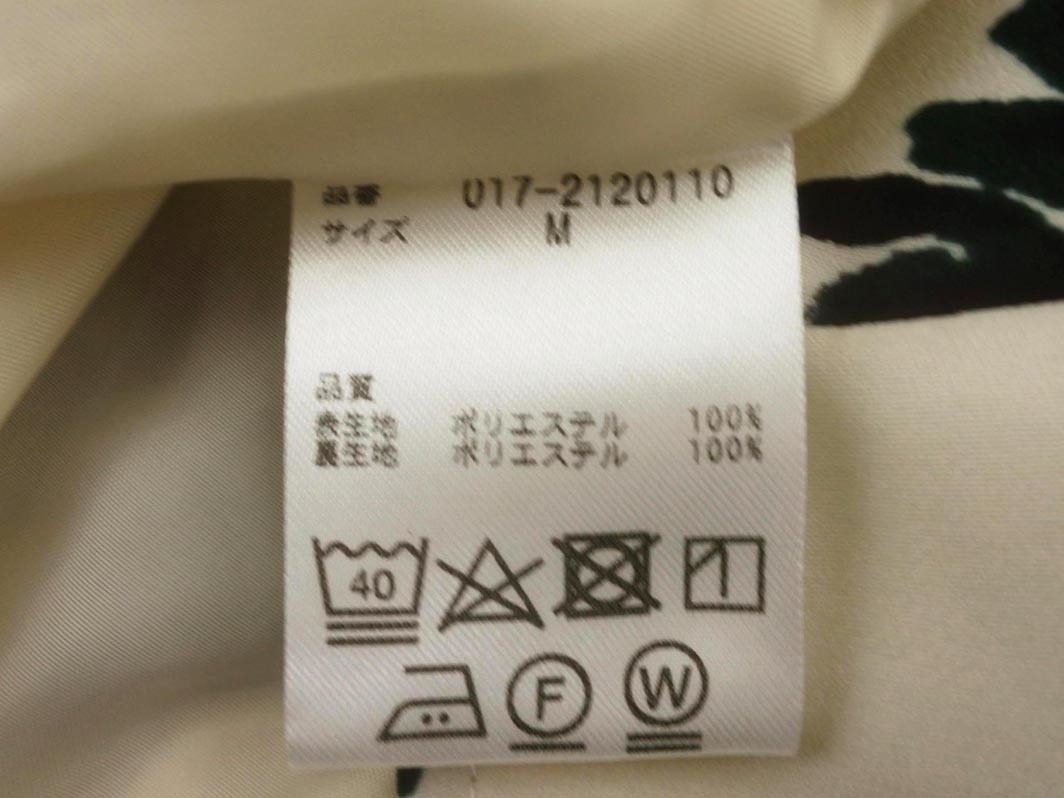 品番 017-2120110
サイズ M
品質
表生地 ポリエステル 100%
裏生地 ポリエステル 100%
40
F W